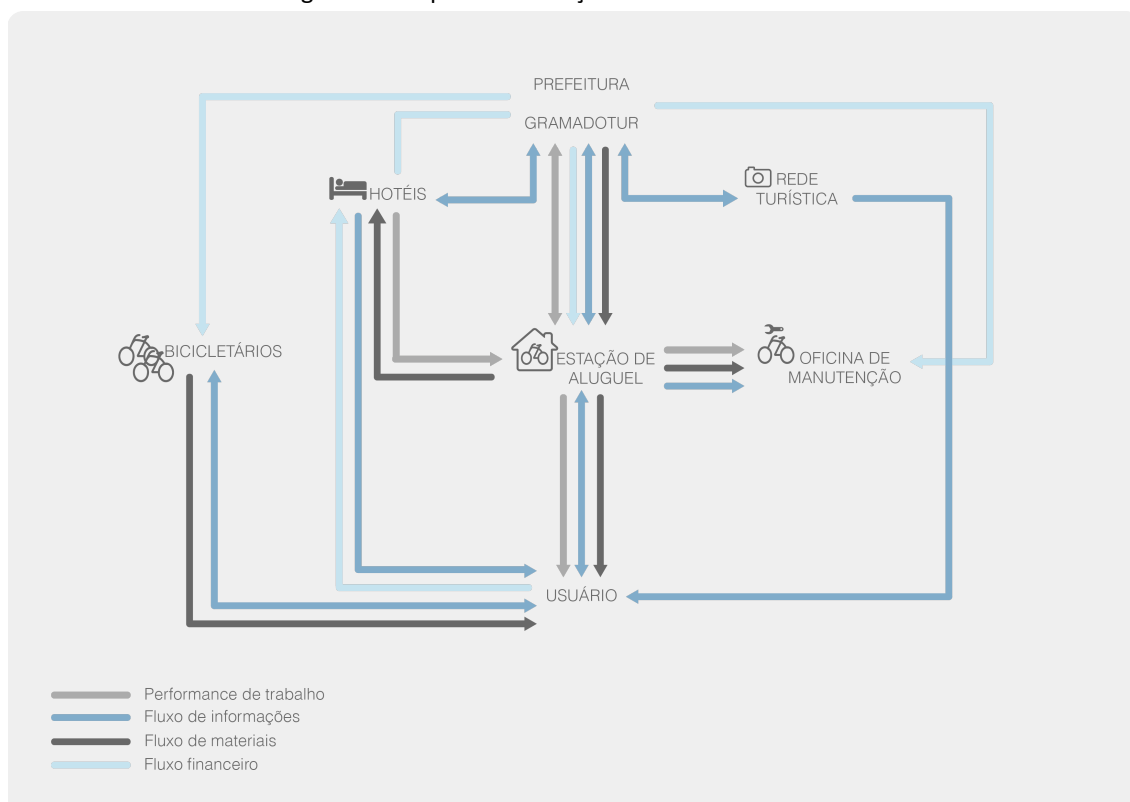 PREFEITURA
GRAMADOTUR
HOTÉIS
REDE
TURÍSTICA
BICICLETÁRIOS
ESTAÇÃO DE
ALUGUEL
OFICINA DE
MANUTENÇÃO
USUÁRIO
Performance de trabalho
Fluxo de informações
Fluxo de materiais
Fluxo financeiro